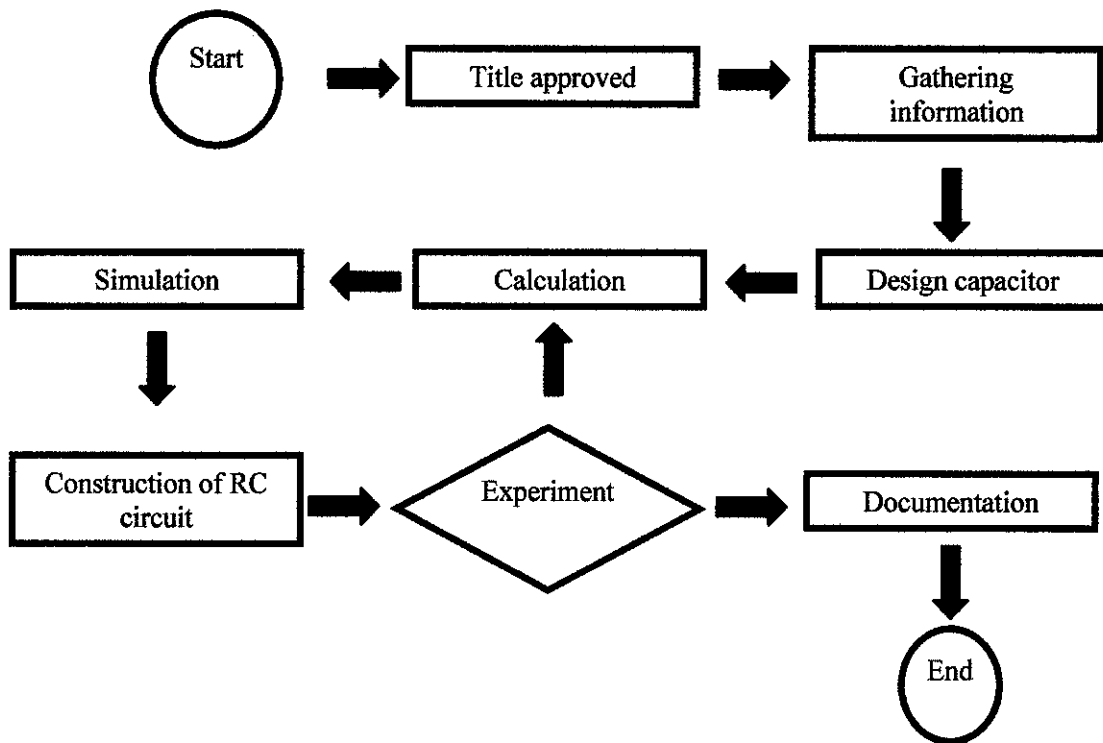 Start
Title approved
Gathering
information
Simulation
Calculation
Design capacitor
Construction of RC
circuit
Experiment
Documentation
End